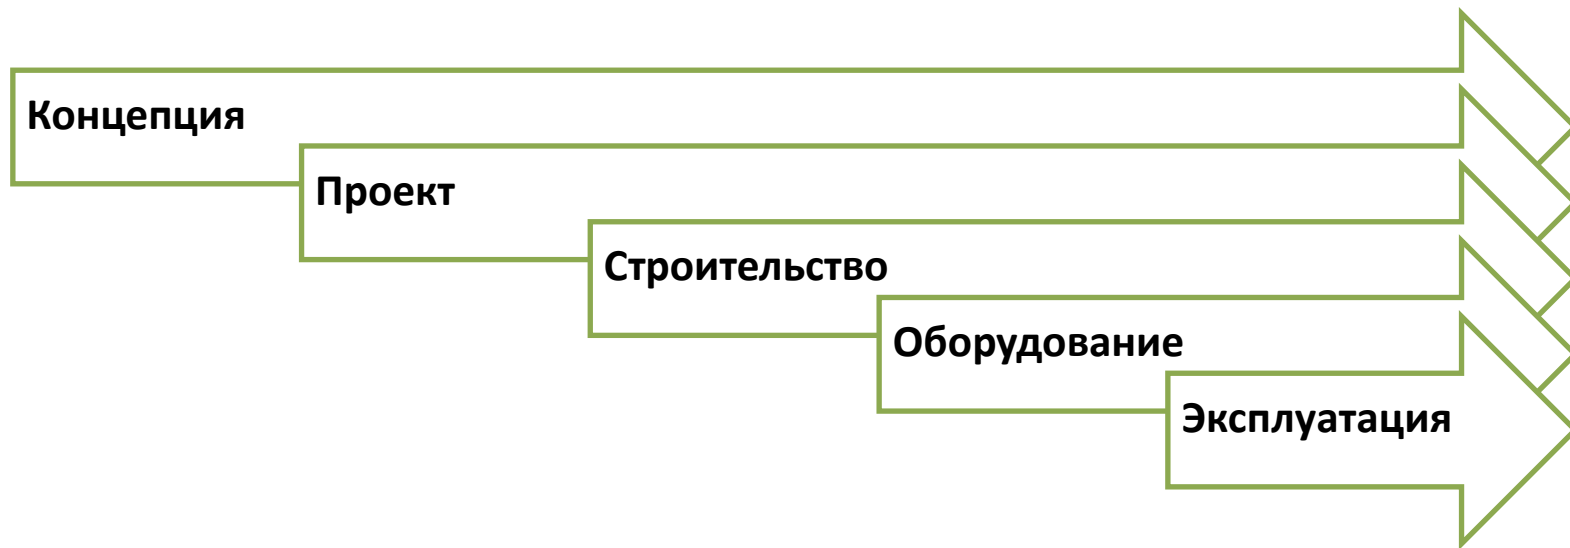 Концепция
Проект
Строительство
Оборудование
Эксплуатация